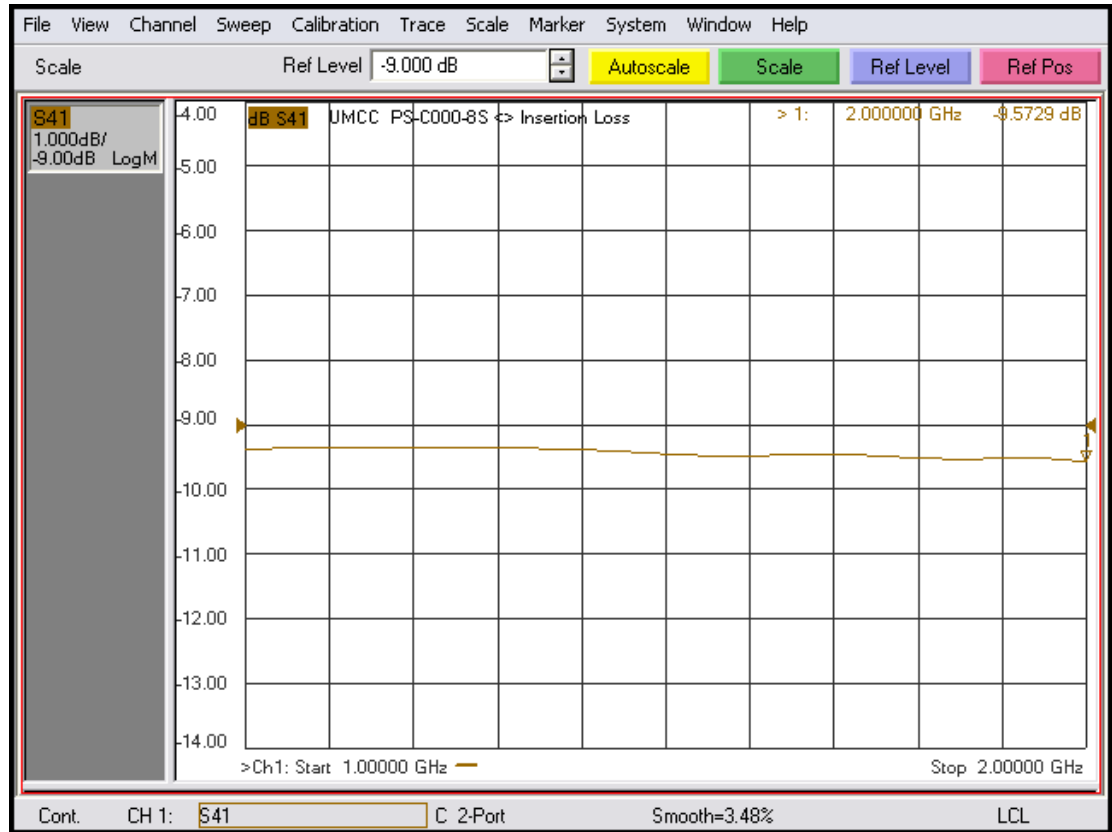 File View Channel Sweep Calibration Trace Scale Marker System Window Help
Scale Ref Level -9.000 dB Autoscale Scale Ref Level Ref Pos
S41
1.000dB/
-9.00dB LogM
dB S41 UMCC PS-C000-8S <> Insertion Loss > 1: 2.000000 GHz -9.5729 dB
-4.00
-5.00
-6.00
-7.00
-8.00
-9.00
-10.00
-11.00
-12.00
-13.00
-14.00
>Ch1: Start 1.00000 GHz Stop 2.00000 GHz
Cont. CH 1: S41 C 2-Port Smooth=3.48% LCL